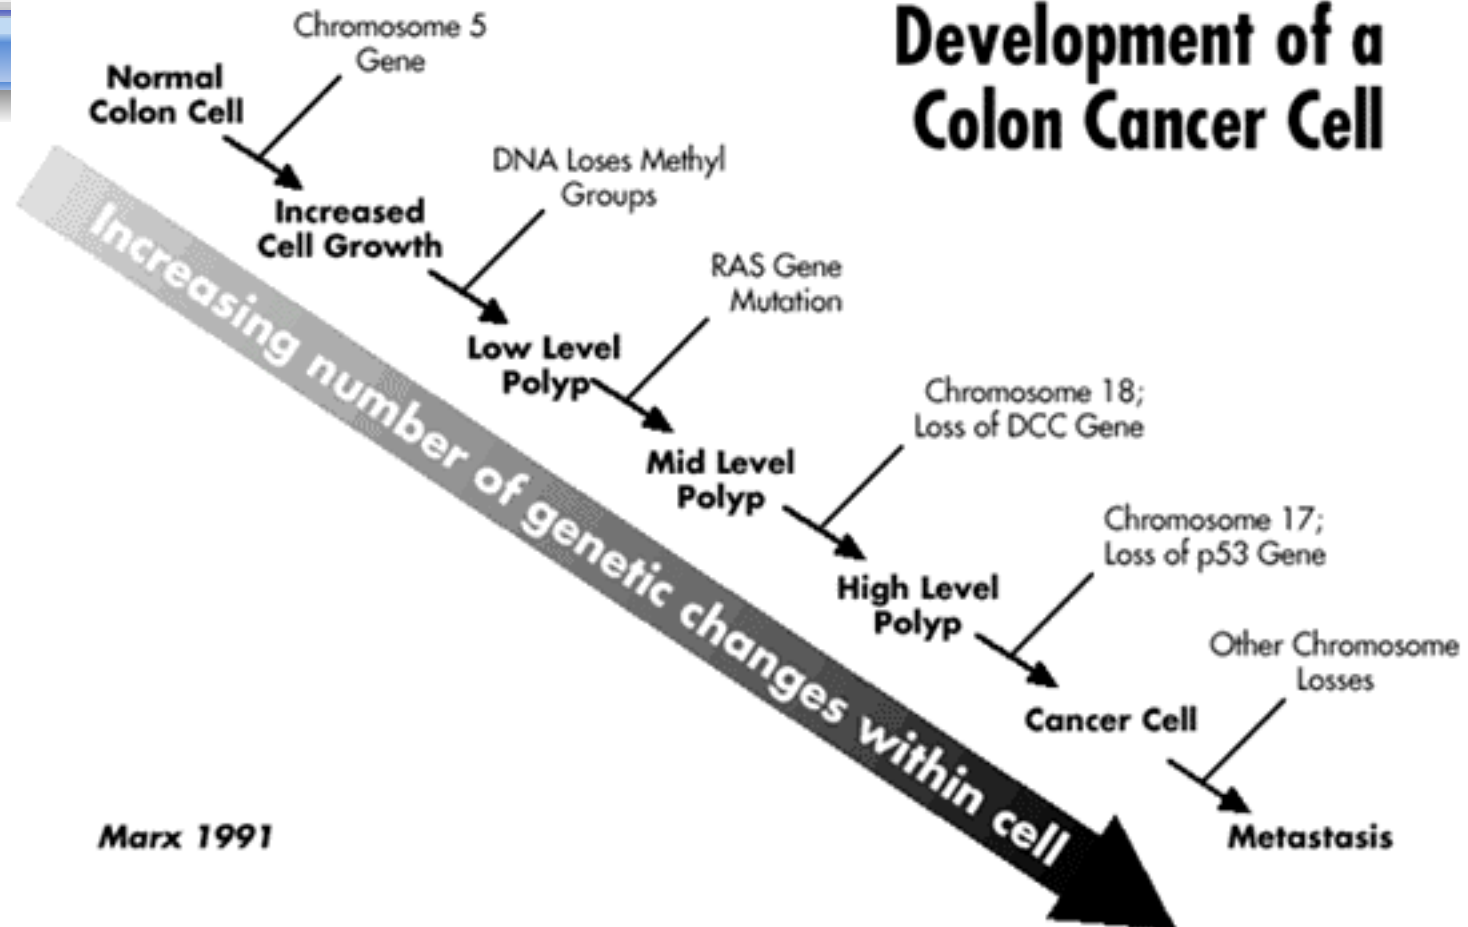 Development of a
Colon Cancer Cell
Chromosome 5
Gene
Normal
Colon Cell
DNA Loses Methyl
Groups
Increased
Cell Growth
RAS Gene
Mutation
Low Level
Polyp
Chromosome 18;
Loss of DCC Gene
Mid Level
Polyp
Chromosome 17;
Loss of p53 Gene
High Level
Polyp
Other Chromosome
Losses
Cancer Cell
Metastasis
Increasing number of genetic changes within cell
Marx 1991